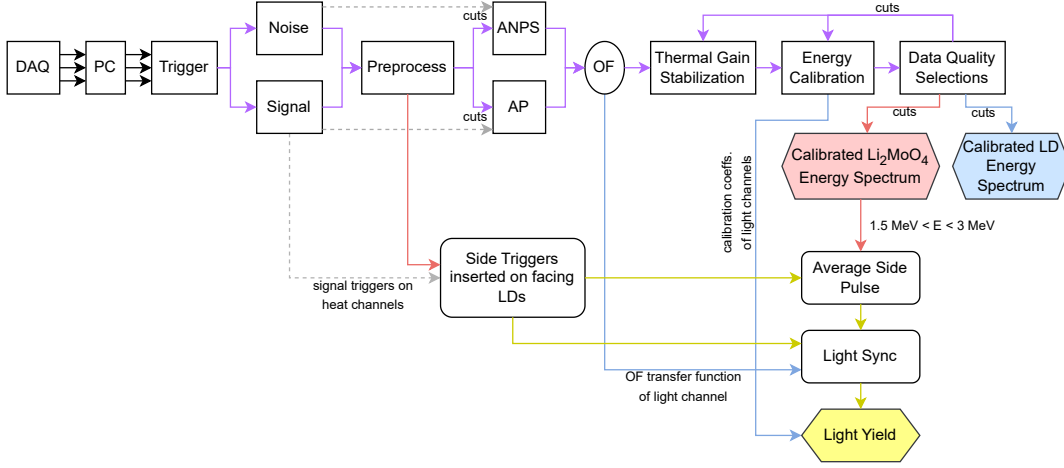 cuts
Noise
cuts
ANPS
DAQ
PC
Trigger
Preprocess
OF
Thermal Gain
Stabilization
Energy
Calibration
Data Quality
Selections
Signal
cuts
AP
cuts
cuts
Calibrated Li₂MoO₄
Energy Spectrum
Calibrated LD
Energy
Spectrum
calibration coeffs.
of light channels
1.5 MeV < E < 3 MeV
signal triggers on
heat channels
Side Triggers
inserted on facing
LDs
Average Side
Pulse
Light Sync
OF transfer function
of light channel
Light Yield